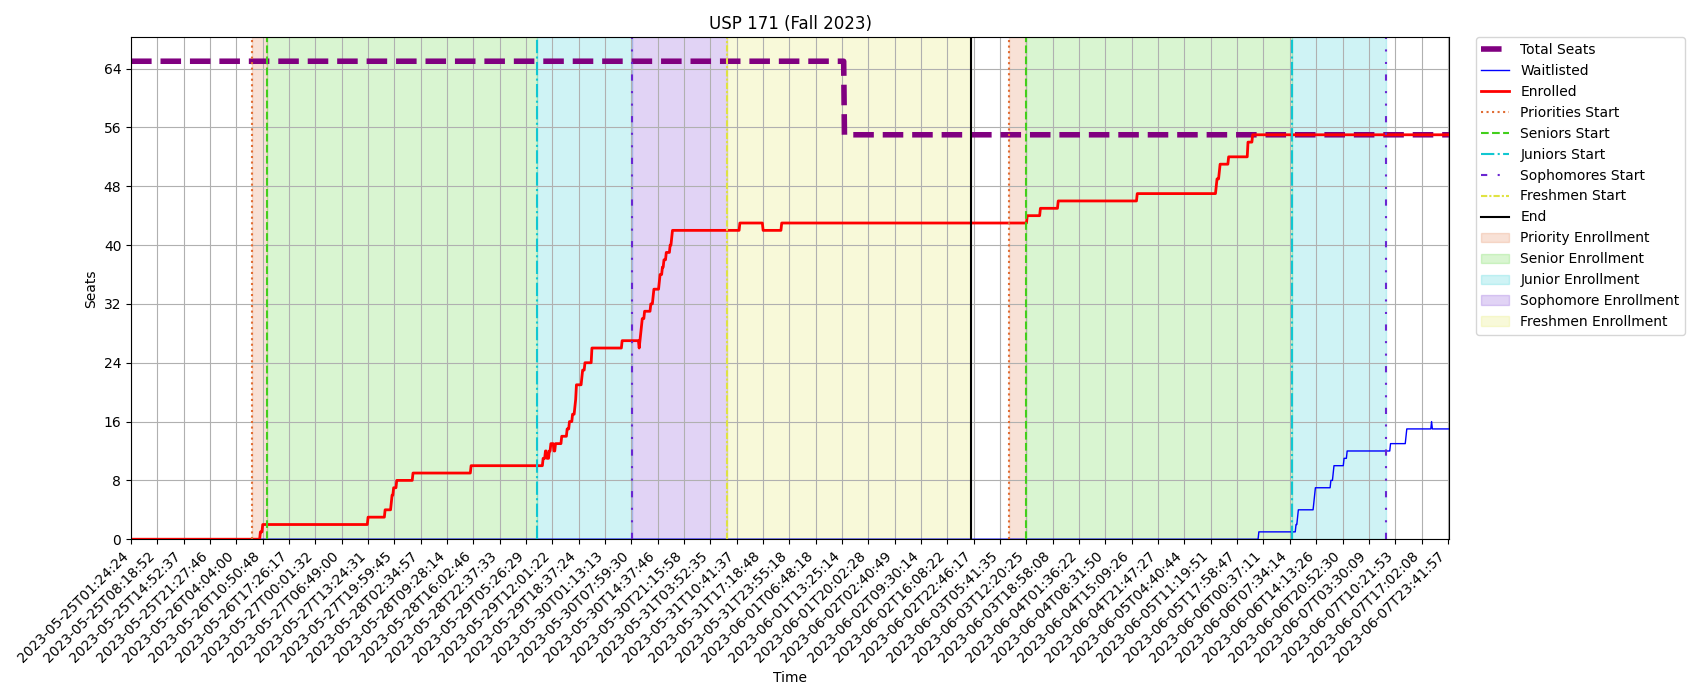 USP 171 (Fall 2023)
Seats
64
56
48
40
32
24
16
8
0
2023-05-25T01:24:24
2023-05-25T08:18:52
2023-05-25T14:52:37
2023-05-25T21:27:46
2023-05-26T04:04:00
2023-05-26T10:50:48
2023-05-26T17:26:17
2023-05-27T00:01:32
2023-05-27T06:49:00
2023-05-27T13:24:31
2023-05-27T19:59:45
2023-05-28T02:34:57
2023-05-28T09:28:14
2023-05-28T16:02:46
2023-05-28T22:37:33
2023-05-29T05:26:29
2023-05-29T12:01:22
2023-05-29T18:37:24
2023-05-30T01:13:13
2023-05-30T07:59:30
2023-05-30T14:37:46
2023-05-30T21:15:58
2023-05-31T03:52:35
2023-05-31T10:41:37
2023-05-31T17:18:48
2023-05-31T23:55:18
2023-06-01T06:48:18
2023-06-01T13:25:14
2023-06-01T20:02:28
2023-06-02T02:40:49
2023-06-02T09:30:14
2023-06-02T16:08:22
2023-06-02T22:46:17
2023-06-03T05:41:35
2023-06-03T12:20:25
2023-06-03T18:58:08
2023-06-04T01:36:22
2023-06-04T08:31:50
2023-06-04T15:09:26
2023-06-04T21:47:27
2023-06-05T04:40:44
2023-06-05T11:19:51
2023-06-05T17:58:47
2023-06-06T00:37:11
2023-06-06T07:34:14
2023-06-06T14:13:26
2023-06-06T20:52:30
2023-06-07T03:30:09
2023-06-07T10:21:53
2023-06-07T17:02:08
2023-06-07T23:41:57
Time
Total Seats
Waitlisted
Enrolled
Priorities Start
Seniors Start
Juniors Start
Sophomores Start
Freshmen Start
End
Priority Enrollment
Senior Enrollment
Junior Enrollment
Sophomore Enrollment
Freshmen Enrollment